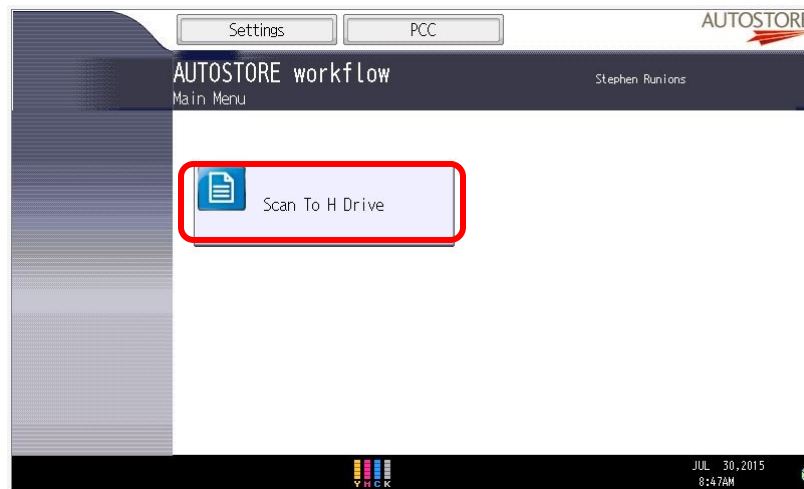 Settings PCC
AUTOSTORE
AUTOSTORE workflow
Main Menu
Stephen Runions
Scan To H Drive
YMCK
JUL 30,2015
8:47AM